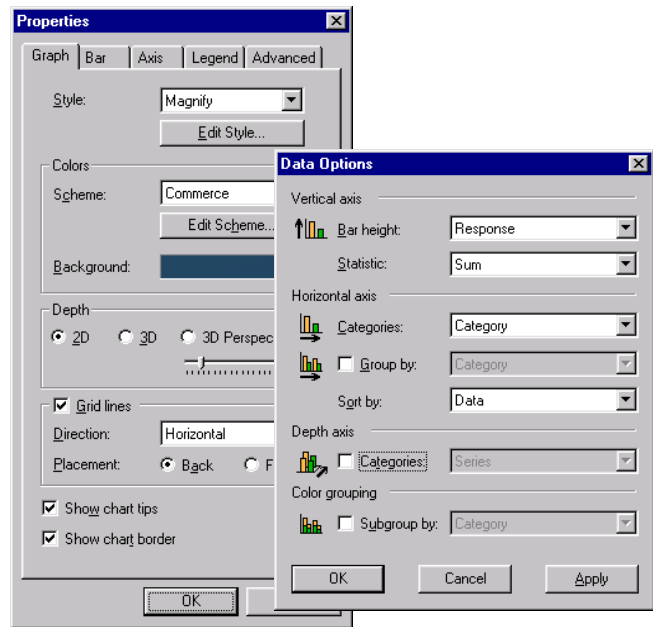 Properties
Graph Bar Axis Legend Advanced
Style: Magnify
Edit Style...
Colors
Scheme: Commerce
Edit Scheme...
Background:
Depth
2D 3D 3D Perspec
Grid lines
Direction: Horizontal
Placement: Back F
Show chart tips
Show chart border
OK
Data Options
Vertical axis
Bar height: Response
Statistic: Sum
Horizontal axis
Categories: Category
Group by: Category
Sort by: Data
Depth axis
Categories: Series
Color grouping
Subgroup by: Category
OK Cancel Apply